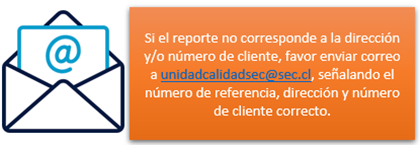 @
Si el reporte no corresponde a la dirección
y/o número de cliente, favor enviar correo
a unidadcalidadsec@sec.cl, señalando el
número de referencia, dirección y número
de cliente correcto.